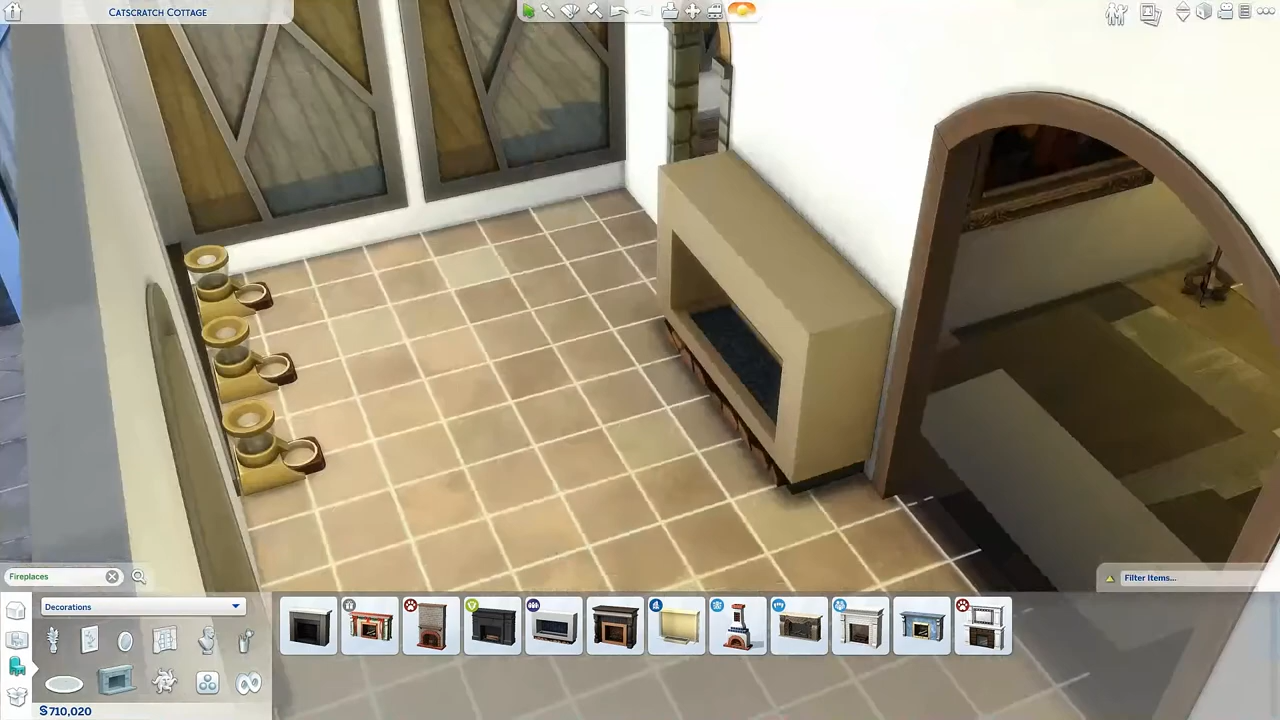 Catscratch Cottage
Fireplaces
Filter Items...
Decorations
§710,020